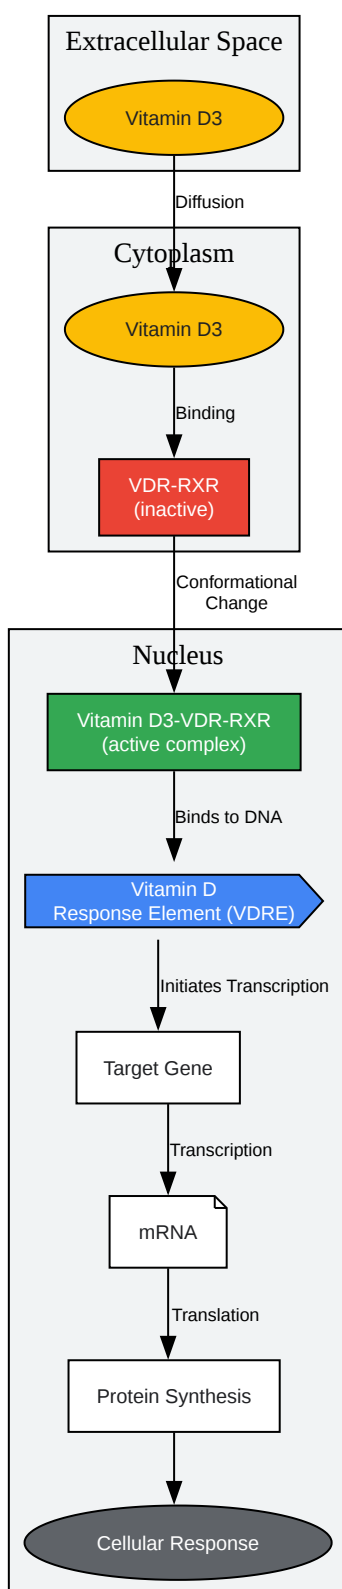 Extracellular Space
Vitamin D3
Diffusion
Cytoplasm
Vitamin D3
Binding
VDR-RXR
(inactive)
Conformational
Change
Nucleus
Vitamin D3-VDR-RXR
(active complex)
Binds to DNA
Vitamin D
Response Element (VDRE)
Initiates Transcription
Target Gene
Transcription
mRNA
Translation
Protein Synthesis
Cellular Response